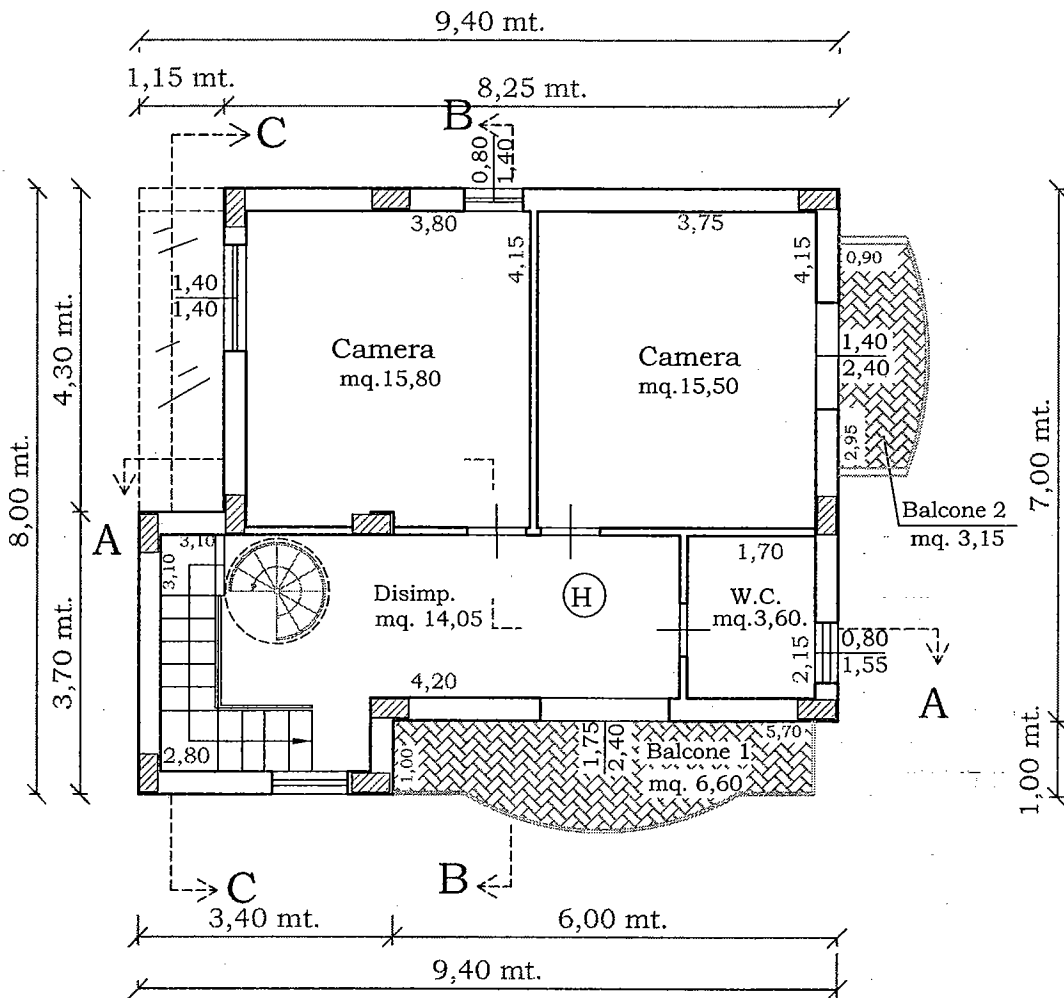 9,40 mt.
1,15 mt.
8,25 mt.
C
B
0,80
1,40
3,80
4,15
3,75
4,15
0,90
1,40
1,40
Camera
mq.15,80
Camera
mq.15,50
1,40
2,40
2,95
8,00 mt.
4,30 mt.
7,00 mt.
A
Balcone 2
mq. 3,15
3,10
3,10
Disimp.
mq. 14,05
H
1,70
W.C.
mq.3,60.
2,15
0,80
1,55
3,70 mt.
4,20
A
2,80
1,00
1,75
2,40
Balcone 1
mq. 6,60
5,70
1,00 mt.
C
B
3,40 mt.
6,00 mt.
9,40 mt.